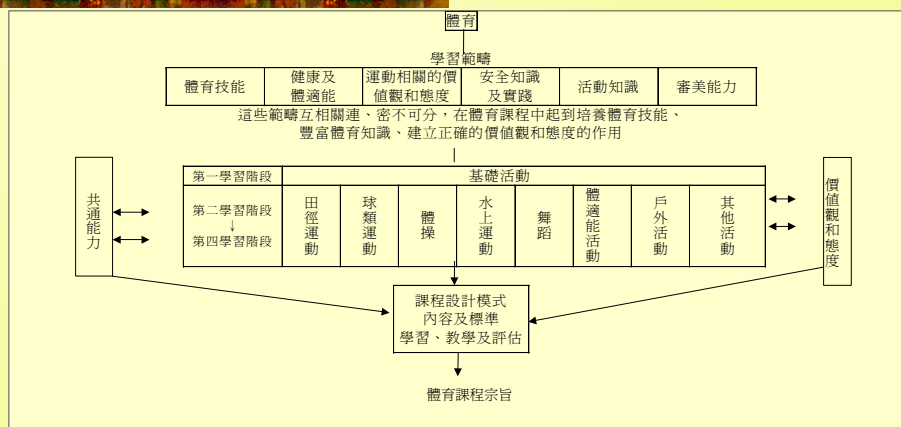 體育
學習範疇
體育技能
健康及
體適能
運動相關的價
值觀和態度
安全知識
及實踐
活動知識
審美能力
這些範疇互相關連、密不可分，在體育課程中起到培養體育技能、
豐富體育知識、建立正確的價值觀和態度的作用
共通能力
第一學習階段
基礎活動
第二學習階段
↓
第四學習階段
田徑運動
球類運動
體操
水上運動
舞蹈
體適能活動
戶外活動
其他活動
價值觀和態度
課程設計模式
內容及標準
學習、教學及評估
體育課程宗旨